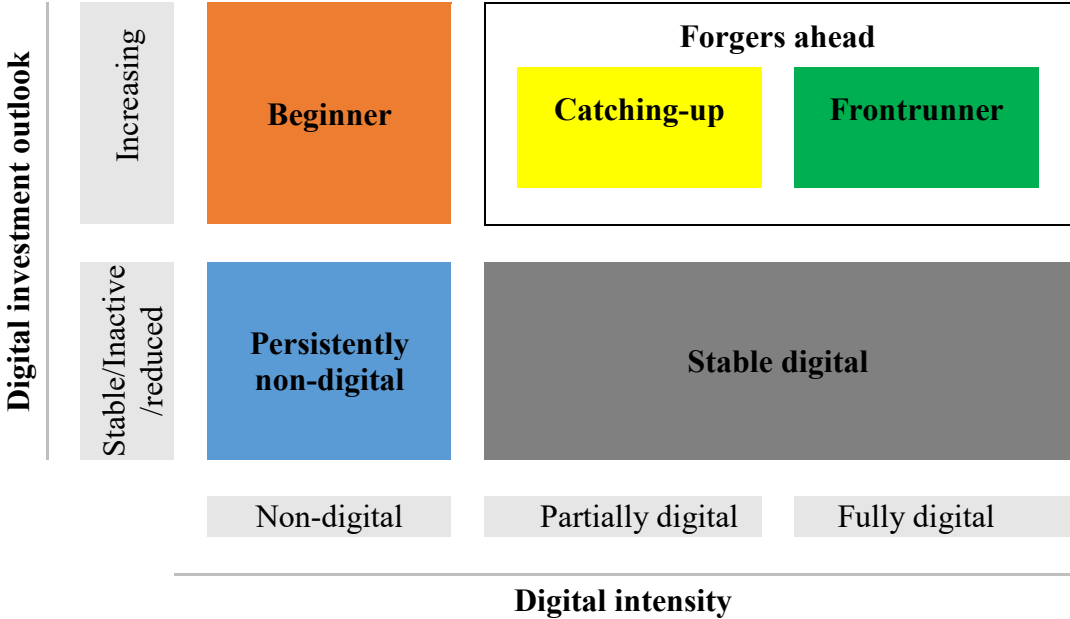 Digital investment outlook
Increasing
Beginner
Forgers ahead
Catching-up
Frontrunner
Stable/Inactive
/reduced
Persistently
non-digital
Stable digital
Non-digital
Partially digital
Fully digital
Digital intensity